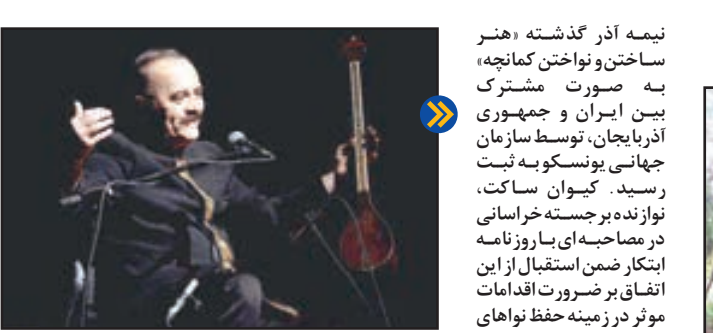 نیمه آذر گذشته «هنر
ساختن و نواختن کمانچه»
به صورت مشترک
بین ایران و جمهوری
آذربایجان، توسط سازمان
جهانی یونسکو به ثبت
رسید. کیوان ساکت،
نوازنده برجسته خراسانی
در مصاحبه‌ای با روزنامه
ابتکار ضمن استقبال از این
اتفاق بر ضرورت اقدامات
موثر در زمینه حفظ نواهای